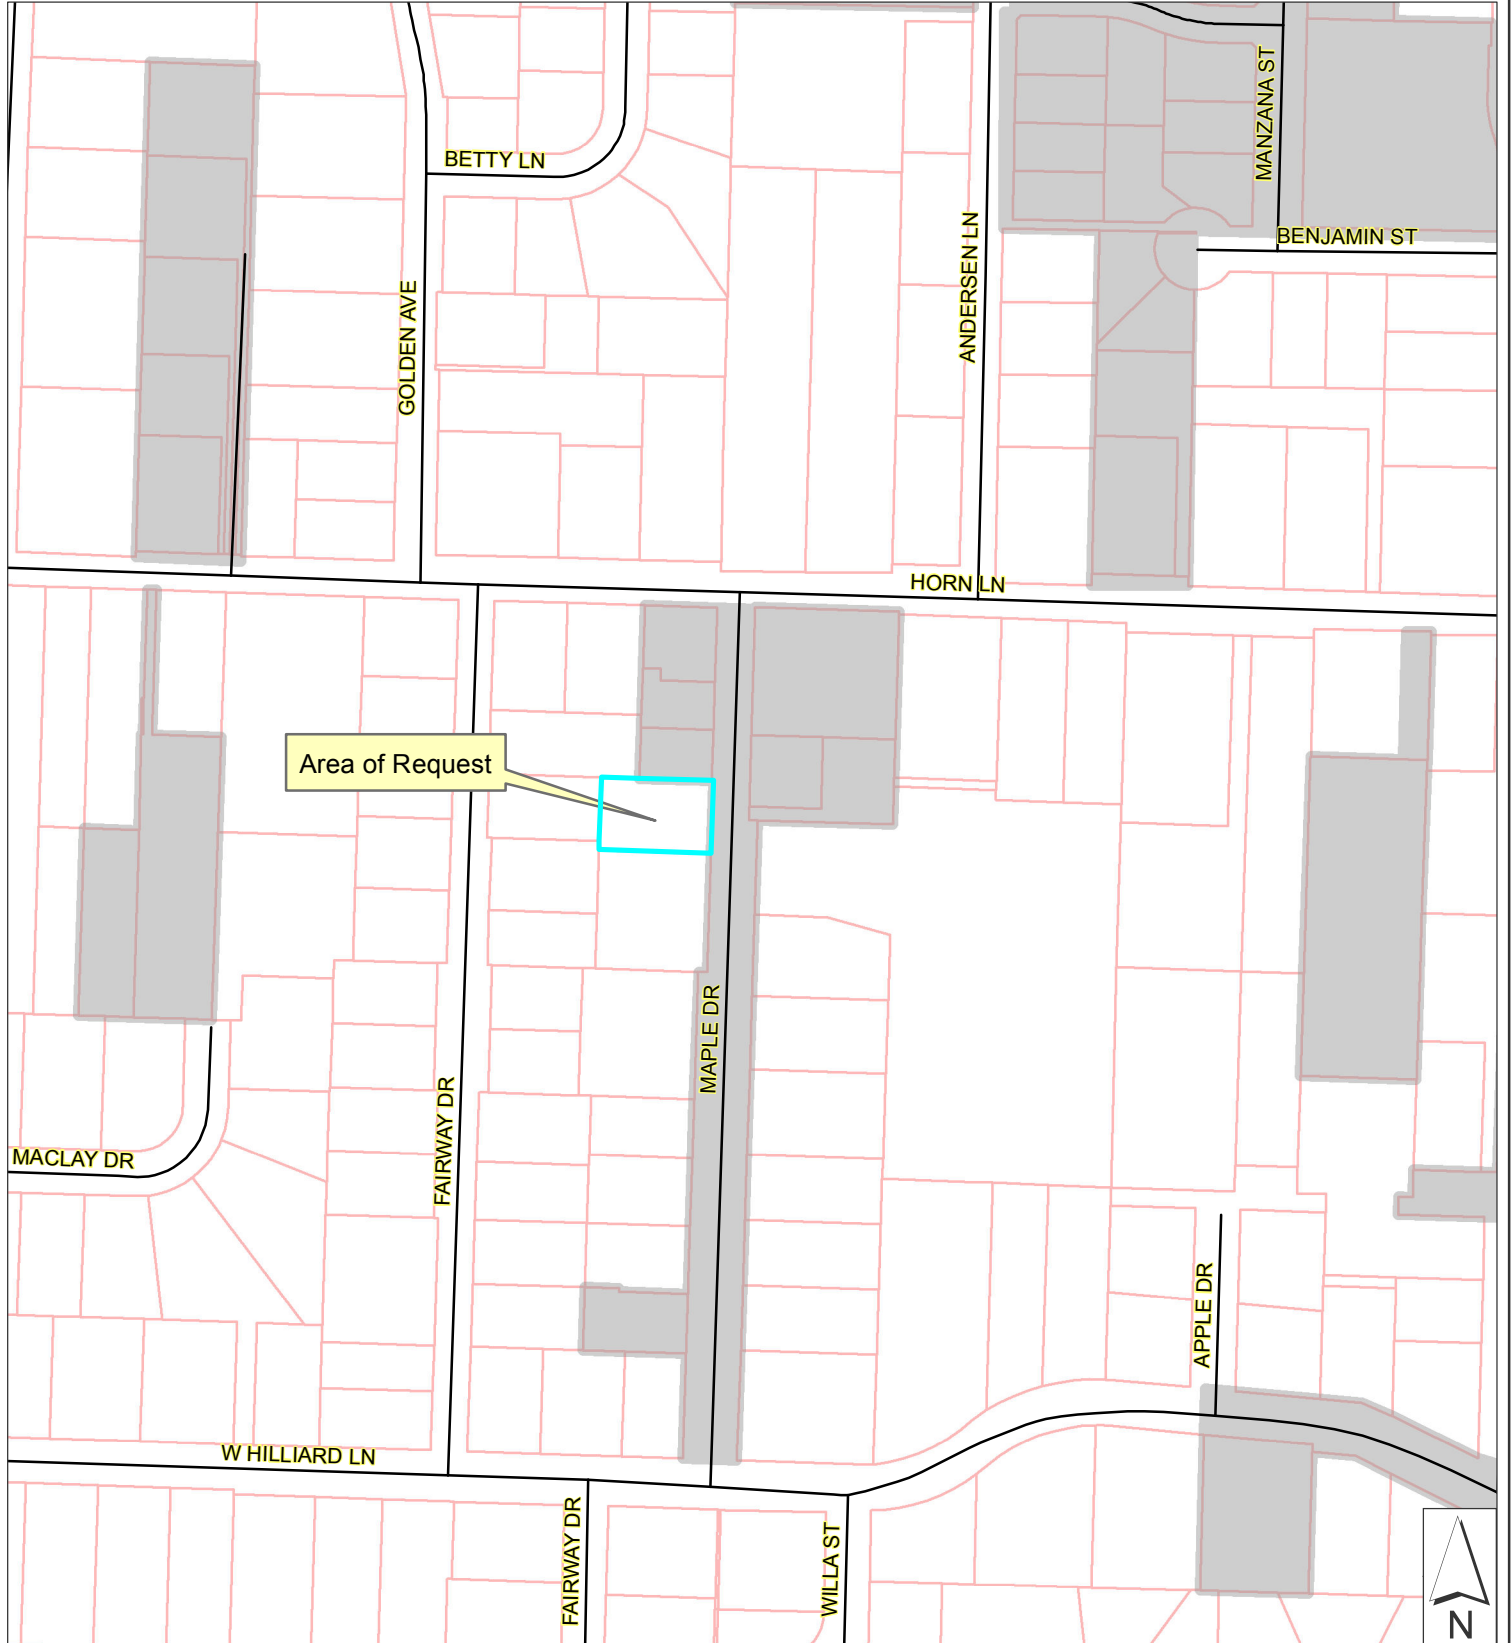 MANZANA ST
BETTY LN
BENJAMIN ST
ANDERSEN LN
GOLDEN AVE
HORN LN
Area of Request
MAPLE DR
FAIRWAY DR
MACLAY DR
APPLE DR
W HILLIARD LN
FAIRWAY DR
WILLA ST
N